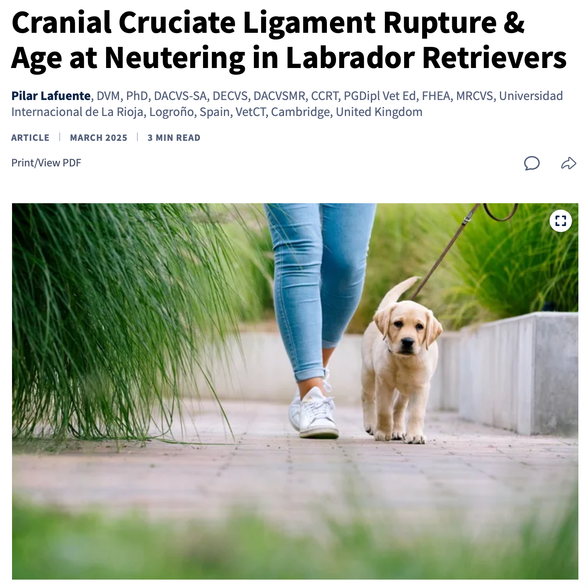 Cranial Cruciate Ligament Rupture &
Age at Neutering in Labrador Retrievers
Pilar Lafuente, DVM, PhD, DACVS-SA, DECVS, DACVSMR, CCRT, PGDipl Vet Ed, FHEA, MRCVS, Universidad
Internacional de La Rioja, Logroño, Spain, VetCT, Cambridge, United Kingdom
ARTICLE | MARCH 2025 | 3 MIN READ
Print/View PDF